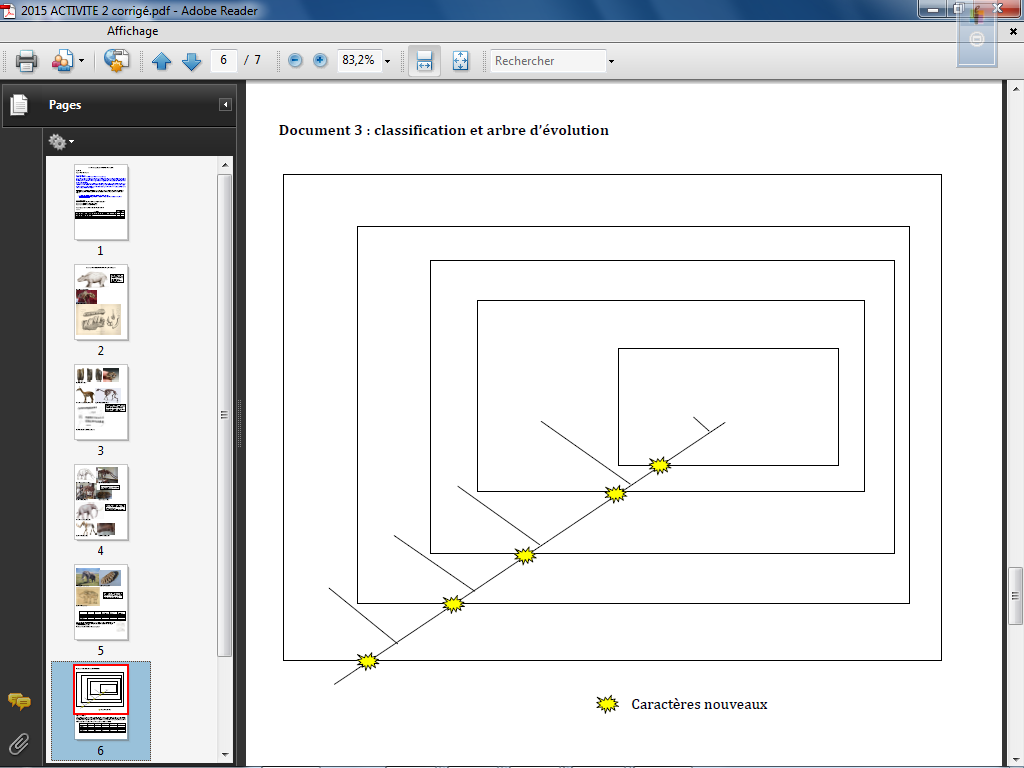 2015 ACTIVITE 2 corrigé.pdf - Adobe Reader
Affichage
6 / 7 83,2% Rechercher
Pages
1
2
3
4
5
6
Document 3 : classification et arbre d'évolution
Caractères nouveaux